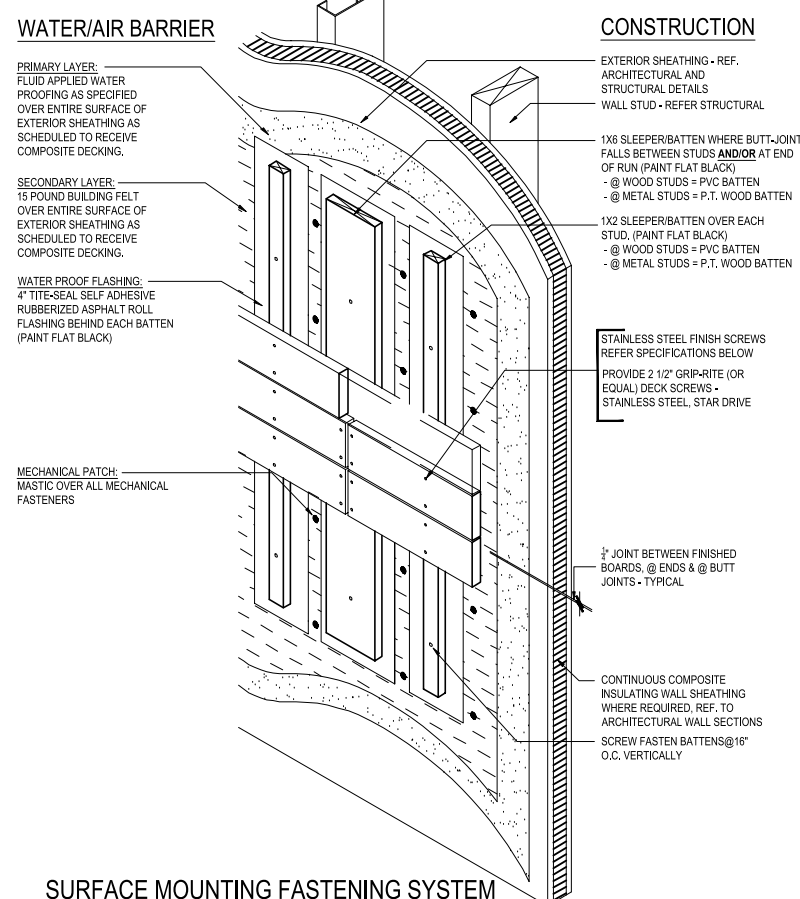 WATER/AIR BARRIER
PRIMARY LAYER:
FLUID APPLIED WATER
PROOFING AS SPECIFIED
OVER ENTIRE SURFACE OF
EXTERIOR SHEATHING AS
SCHEDULED TO RECEIVE
COMPOSITE DECKING.
SECONDARY LAYER:
15 POUND BUILDING FELT
OVER ENTIRE SURFACE OF
EXTERIOR SHEATHING AS
SCHEDULED TO RECEIVE
COMPOSITE DECKING.
WATER PROOF FLASHING:
4" TITE-SEAL SELF ADHESIVE
RUBBERIZED ASPHALT ROLL
FLASHING BEHIND EACH BATTEN
(PAINT FLAT BLACK)
MECHANICAL PATCH:
MASTIC OVER ALL MECHANICAL
FASTENERS
CONSTRUCTION
EXTERIOR SHEATHING - REF.
ARCHITECTURAL AND
STRUCTURAL DETAILS
WALL STUD - REFER STRUCTURAL
1X6 SLEEPER/BATTEN WHERE BUTT-JOINT
FALLS BETWEEN STUDS AND/OR AT END
OF RUN (PAINT FLAT BLACK)
- @ WOOD STUDS = PVC BATTEN
- @ METAL STUDS = P.T. WOOD BATTEN
1X2 SLEEPER/BATTEN OVER EACH
STUD, (PAINT FLAT BLACK)
- @ WOOD STUDS = PVC BATTEN
- @ METAL STUDS = P.T. WOOD BATTEN
STAINLESS STEEL FINISH SCREWS
REFER SPECIFICATIONS BELOW
PROVIDE 2 1/2" GRIP-RITE (OR
EQUAL) DECK SCREWS -
STAINLESS STEEL, STAR DRIVE
JOINT BETWEEN FINISHED
BOARDS, @ ENDS & @ BUTT
JOINTS - TYPICAL
CONTINUOUS COMPOSITE
INSULATING WALL SHEATHING
WHERE REQUIRED, REF. TO
ARCHITECTURAL WALL SECTIONS
SCREW FASTEN BATTENS@16"
O.C. VERTICALLY
SURFACE MOUNTING FASTENING SYSTEM